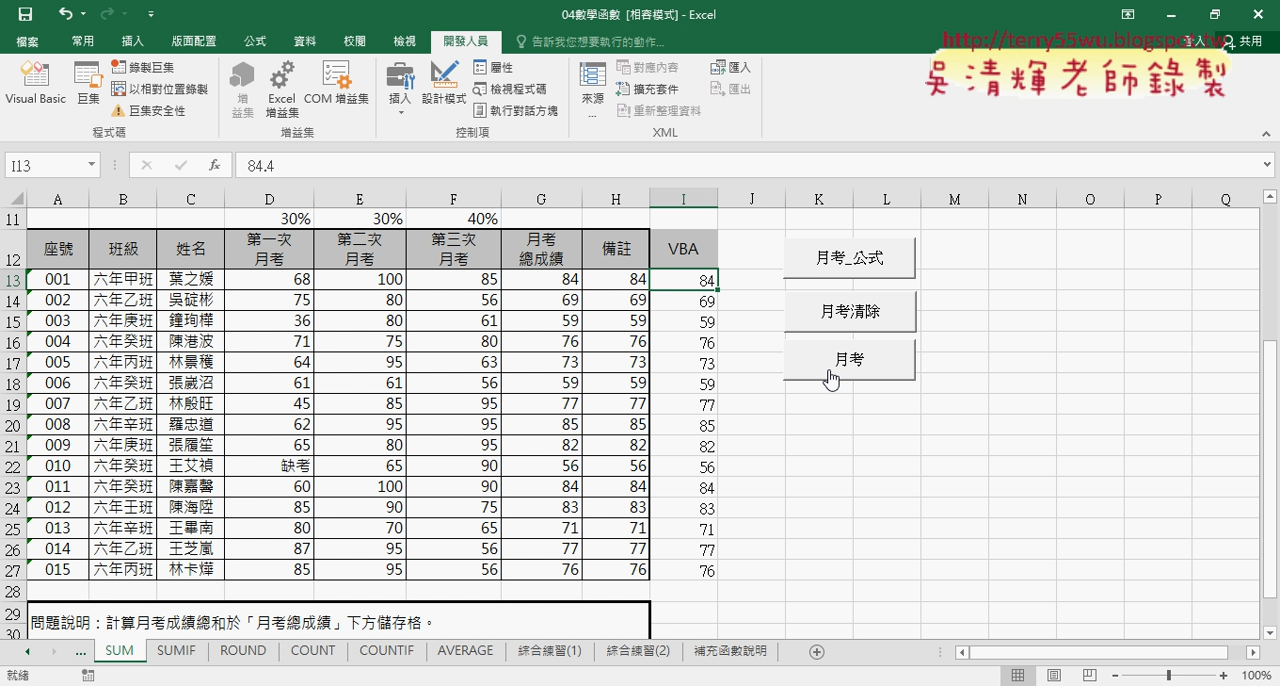 04數學函數 [相容模式] - Excel
檔案 常用 插入 版面配置 公式 資料 校閱 檢視 開發人員 告訴我您想要執行的動作... 登入 共用
http://terry55wu.blogspot.tw
吳清輝老師錄製
Visual Basic 巨集 錄製巨集 以相對位置錄製 巨集安全性
程式碼
增益集 Excel 增益集 COM 增益集
增益集
插入 設計模式 屬性 檢視程式碼 執行對話方塊
控制項
來源... 對應內容 擴充套件 重新整理資料 匯入 匯出
XML
I13 fx 84.4
A B C D E F G H I J K L M N O P Q
11 30% 30% 40%
12 座號 班級 姓名 第一次月考 第二次月考 第三次月考 月考總成績 備註 VBA
13 001 六年甲班 葉之媛 68 100 85 84 84 84
14 002 六年乙班 吳碇彬 75 80 56 69 69 69
15 003 六年庚班 鐘珣樺 36 80 61 59 59 59
16 004 六年癸班 陳港波 71 75 80 76 76 76
17 005 六年丙班 林景穫 64 95 63 73 73 73
18 006 六年癸班 張崴沼 61 61 56 59 59 59
19 007 六年乙班 林殷旺 45 85 95 77 77 77
20 008 六年辛班 羅忠道 62 95 95 85 85 85
21 009 六年庚班 張履笙 65 80 95 82 82 82
22 010 六年癸班 王艾禎 缺考 65 90 56 56 56
23 011 六年癸班 陳嘉馨 60 100 90 84 84 84
24 012 六年壬班 陳海陞 85 90 75 83 83 83
25 013 六年辛班 王畢南 80 70 65 71 71 71
26 014 六年乙班 王芝嵐 87 95 56 77 77 77
27 015 六年丙班 林卡燁 85 95 56 76 76 76
28
29 問題說明：計算月考成績總和於「月考總成績」下方儲存格。
30
月考_公式
月考清除
月考
... SUM SUMIF ROUND COUNT COUNTIF AVERAGE 綜合練習(1) 綜合練習(2) 補充函數說明
就緒 100%